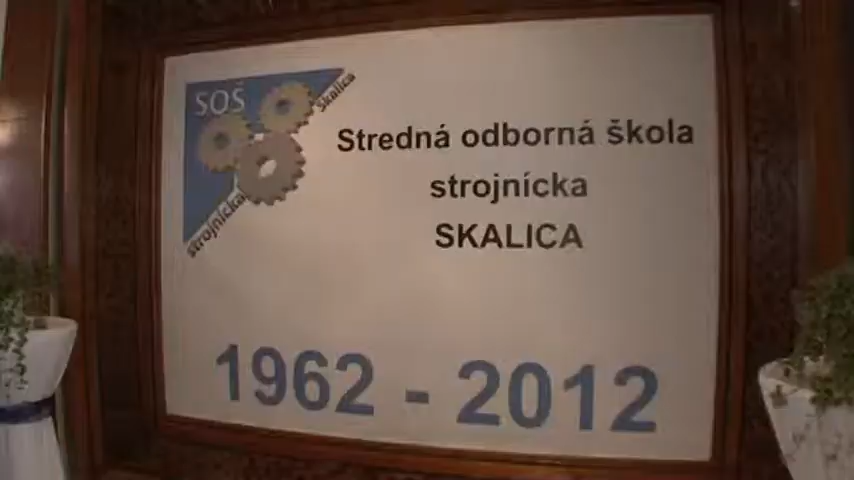 SOŠ
Skalica
strojnícka
Stredná odborná škola
strojnícka
SKALICA
1962 - 2012